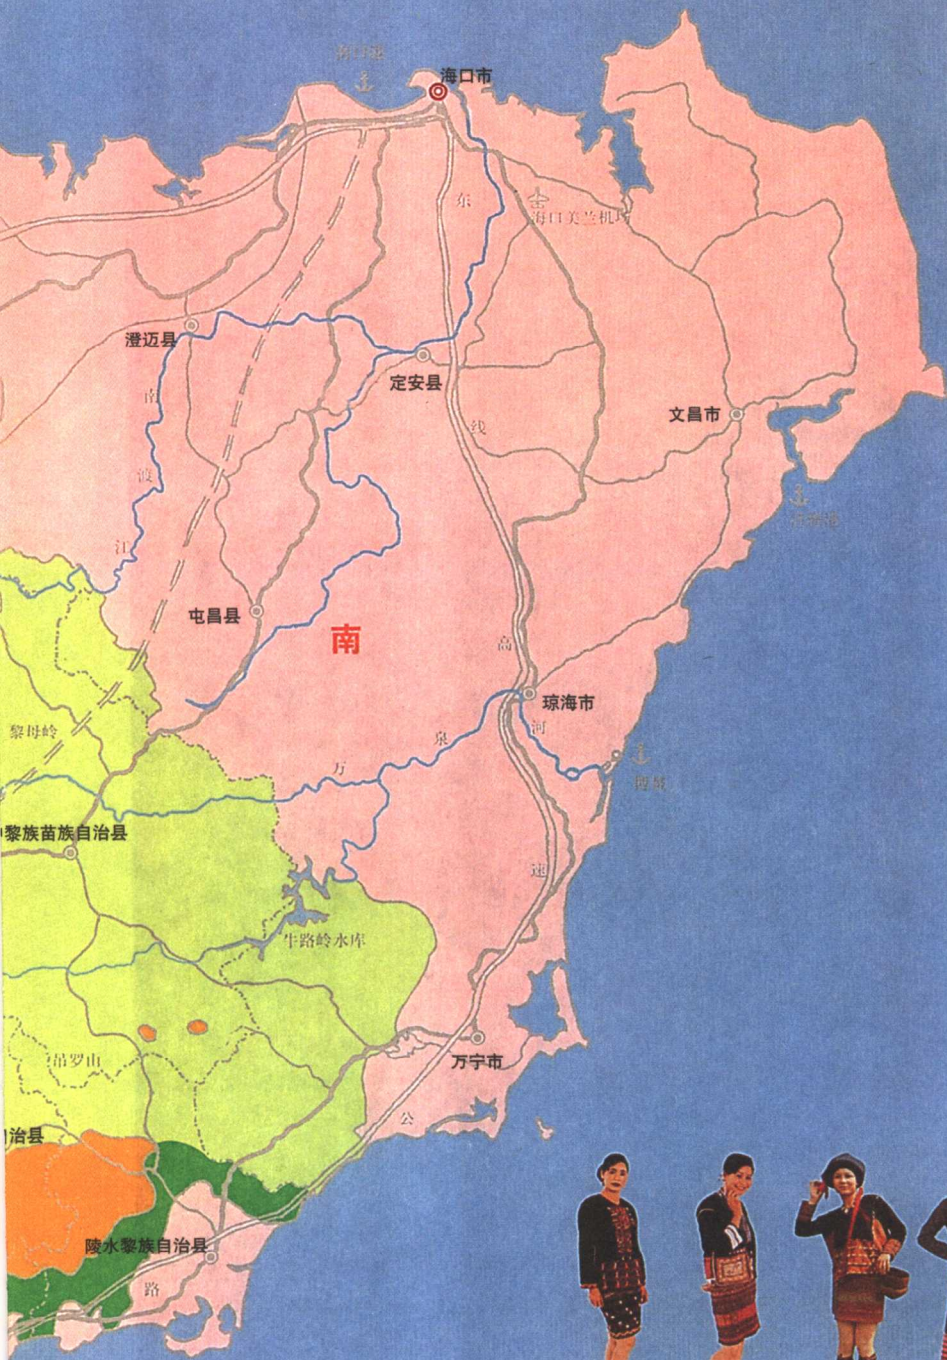 海口市
东
海口美兰机场
澄迈县
定安县
南
线
文昌市
渡
江
屯昌县
南
高
琼海市
河
泉
黎母岭
万
黎族苗族自治县
速
牛路岭水库
吊罗山
万宁市
公
治县
陵水黎族自治县
路